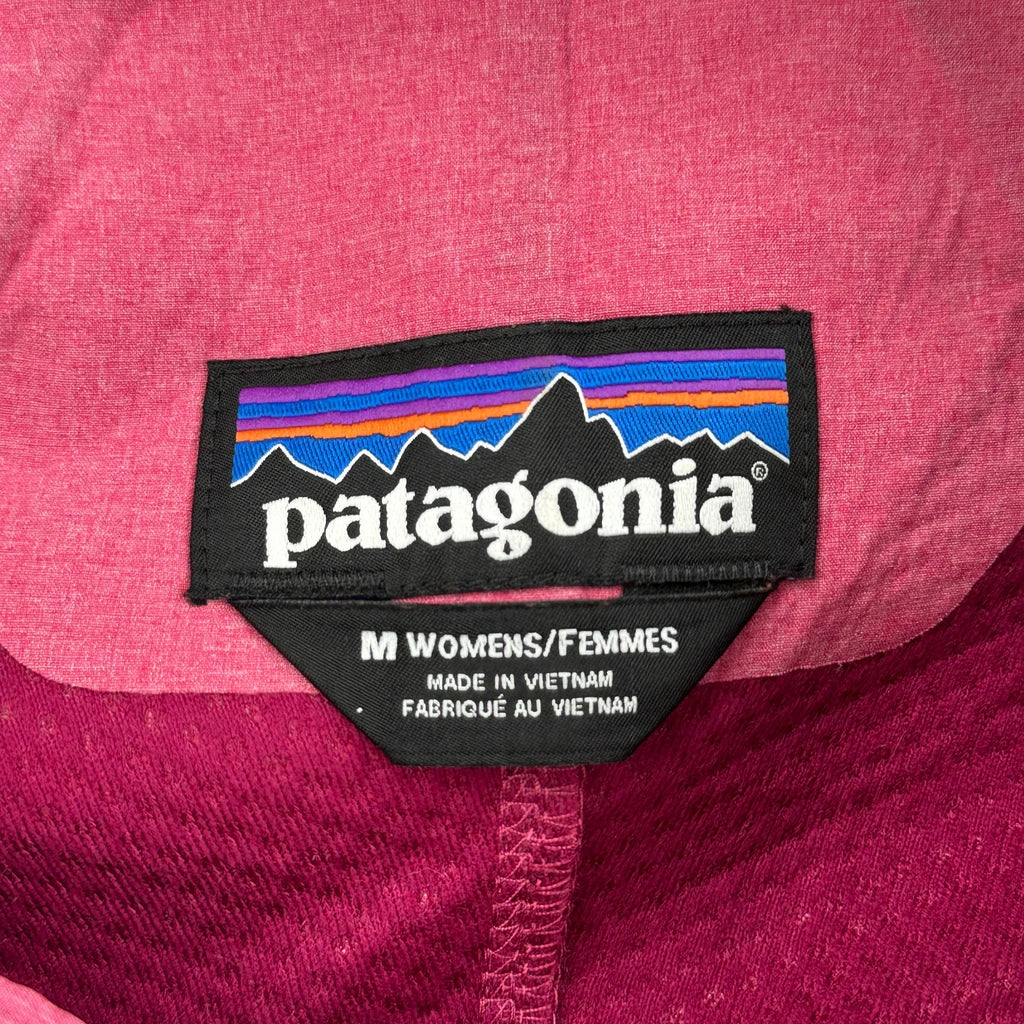 patagonia®
M WOMENS/FEMMES
MADE IN VIETNAM
FABRIQUÉ AU VIETNAM